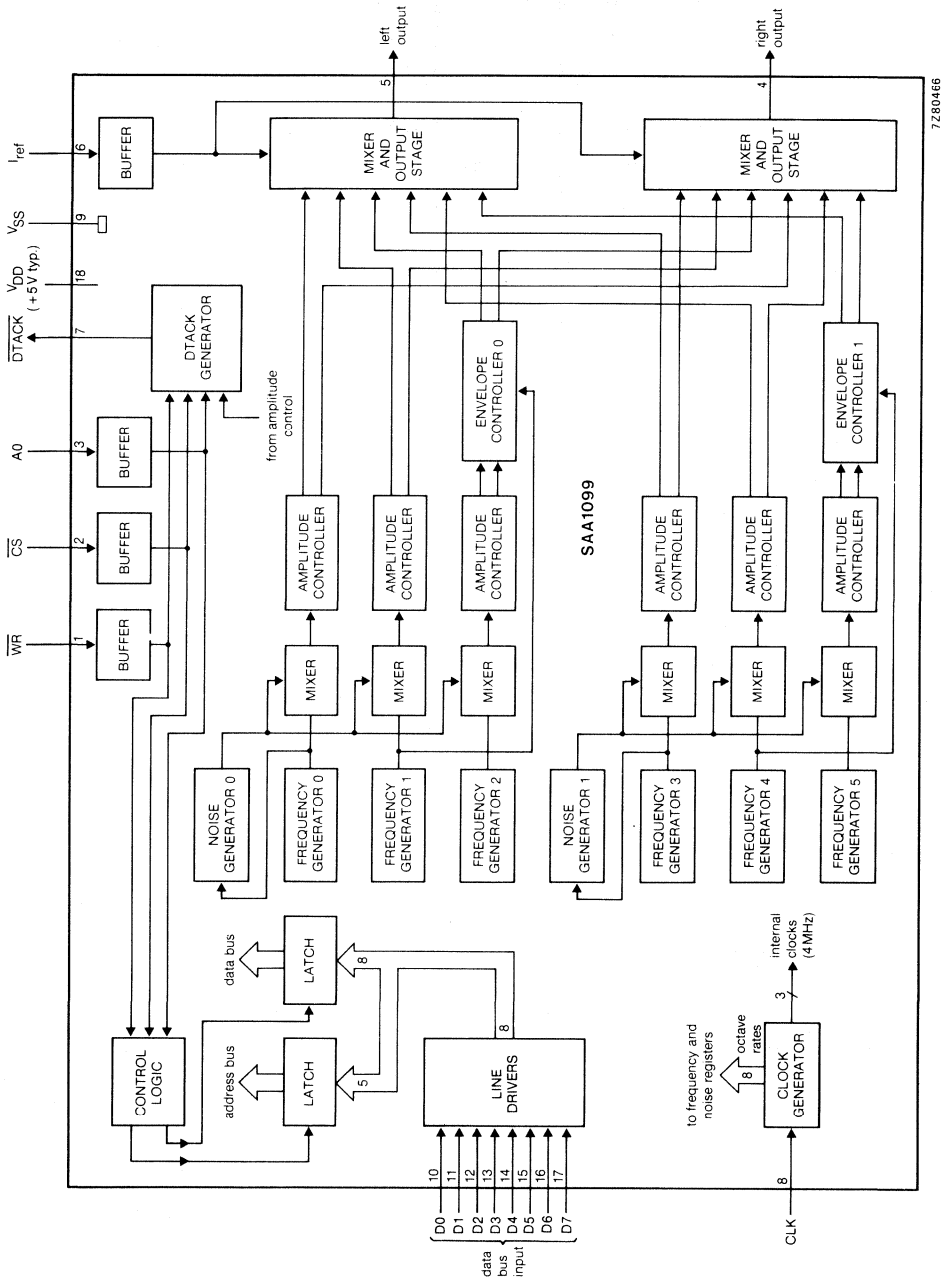 WR
CS
A0
DTACK
VDD
(+5 V typ.)
VSS
Iref
1
2
3
7
18
9
6
BUFFER
BUFFER
BUFFER
DTACK
GENERATOR
BUFFER
from amplitude
control
CONTROL
LOGIC
address bus
data bus
LATCH
LATCH
5
8
8
LINE
DRIVERS
data
bus
input
D0
D1
D2
D3
D4
D5
D6
D7
10
11
12
13
14
15
16
17
NOISE
GENERATOR 0
FREQUENCY
GENERATOR 0
FREQUENCY
GENERATOR 1
FREQUENCY
GENERATOR 2
MIXER
MIXER
MIXER
AMPLITUDE
CONTROLLER
AMPLITUDE
CONTROLLER
AMPLITUDE
CONTROLLER
ENVELOPE
CONTROLLER 0
MIXER
AND
OUTPUT
STAGE
5
left
output
SAA1099
NOISE
GENERATOR 1
FREQUENCY
GENERATOR 3
FREQUENCY
GENERATOR 4
FREQUENCY
GENERATOR 5
MIXER
MIXER
MIXER
AMPLITUDE
CONTROLLER
AMPLITUDE
CONTROLLER
AMPLITUDE
CONTROLLER
ENVELOPE
CONTROLLER 1
MIXER
AND
OUTPUT
STAGE
4
right
output
to frequency and
noise registers
8
octave
rates
CLK
8
CLOCK
GENERATOR
3
internal
clocks
(4 MHz)
7Z80466